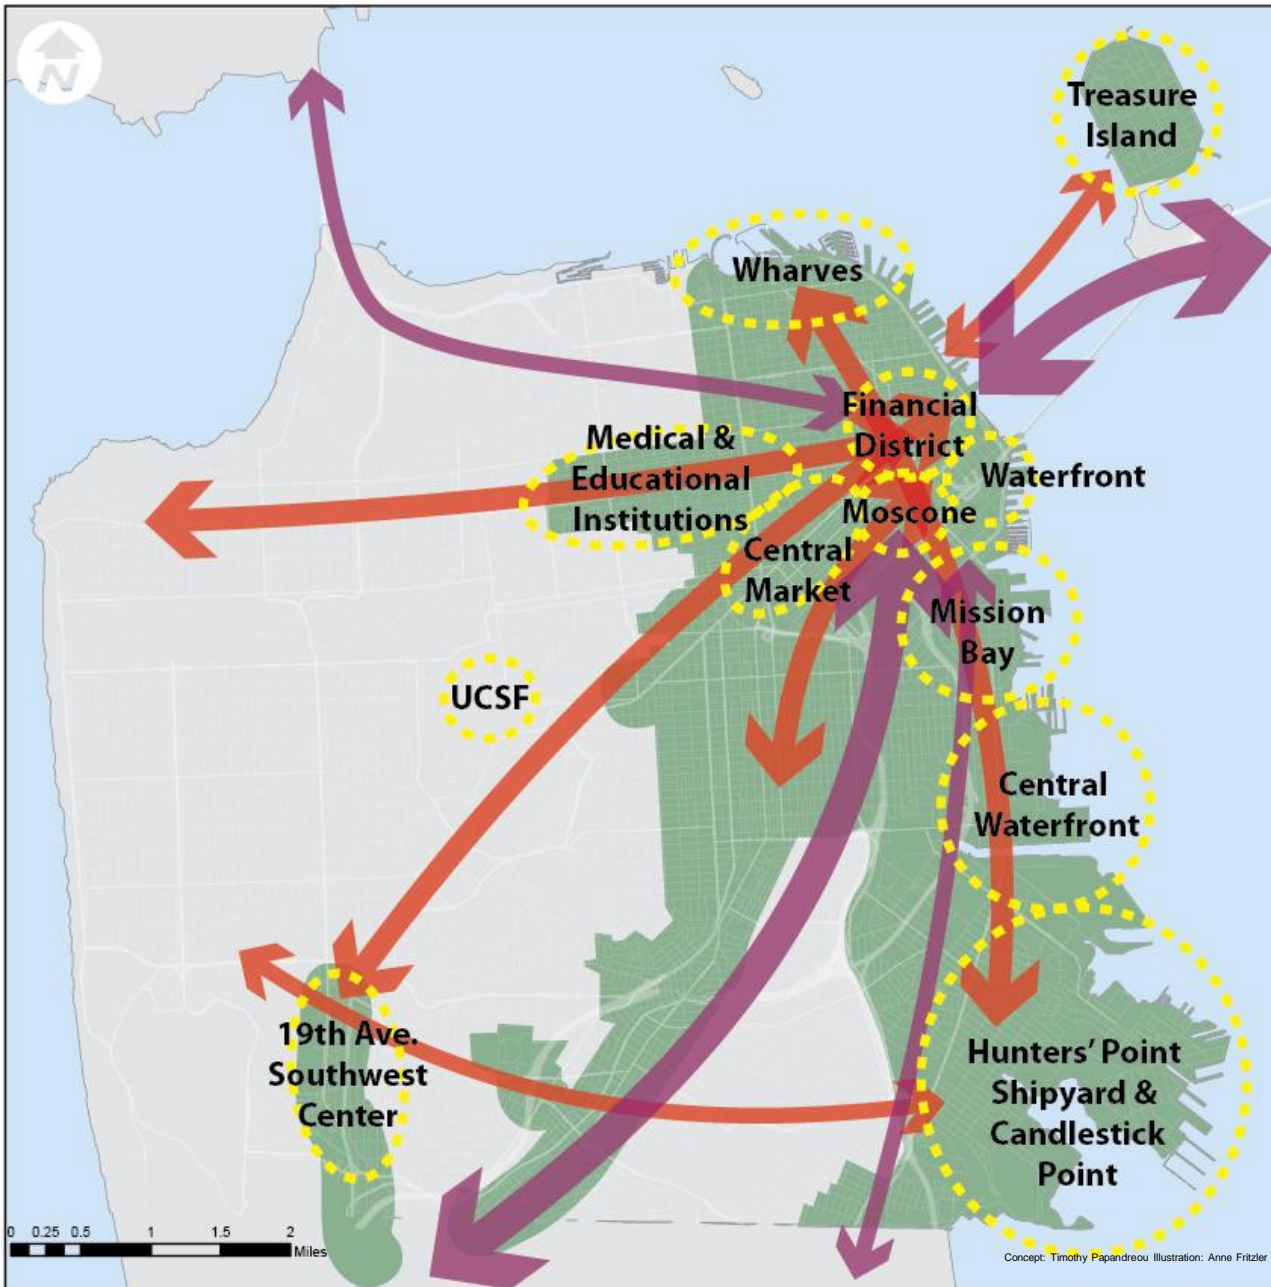 N
Treasure
Island
Wharves
Financial
District
Medical &
Educational
Institutions
Waterfront
Moscone
Central
Market
Mission
Bay
UCSF
Central
Waterfront
19th Ave.
Southwest
Center
Hunters' Point
Shipyard &
Candlestick
Point
0 0.25 0.5 1 1.5 2
Miles
Concept: Timothy Papandreou Illustration: Anne Fritzler